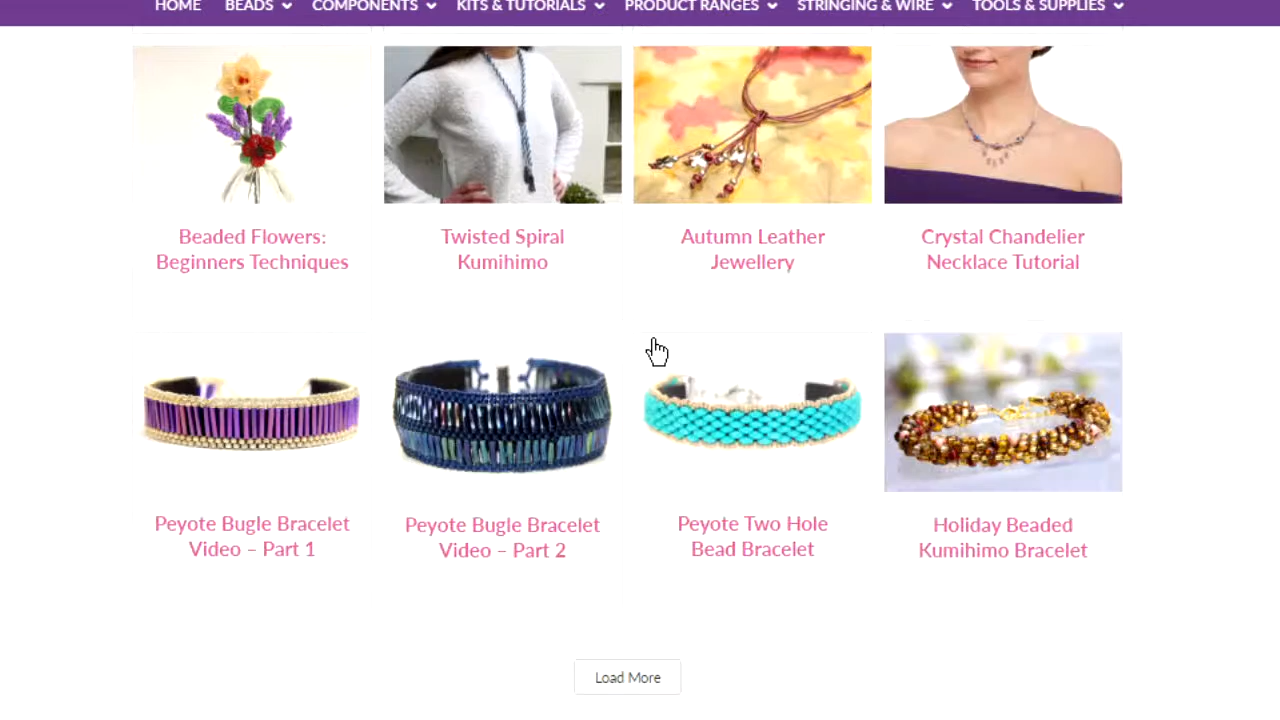 HOME BEADS COMPONENTS KITS & TUTORIALS PRODUCT RANGES STRINGING & WIRE TOOLS & SUPPLIES
Beaded Flowers:
Beginners Techniques
Twisted Spiral
Kumihimo
Autumn Leather
Jewellery
Crystal Chandelier
Necklace Tutorial
Peyote Bugle Bracelet
Video – Part 1
Peyote Bugle Bracelet
Video – Part 2
Peyote Two Hole
Bead Bracelet
Holiday Beaded
Kumihimo Bracelet
Load More